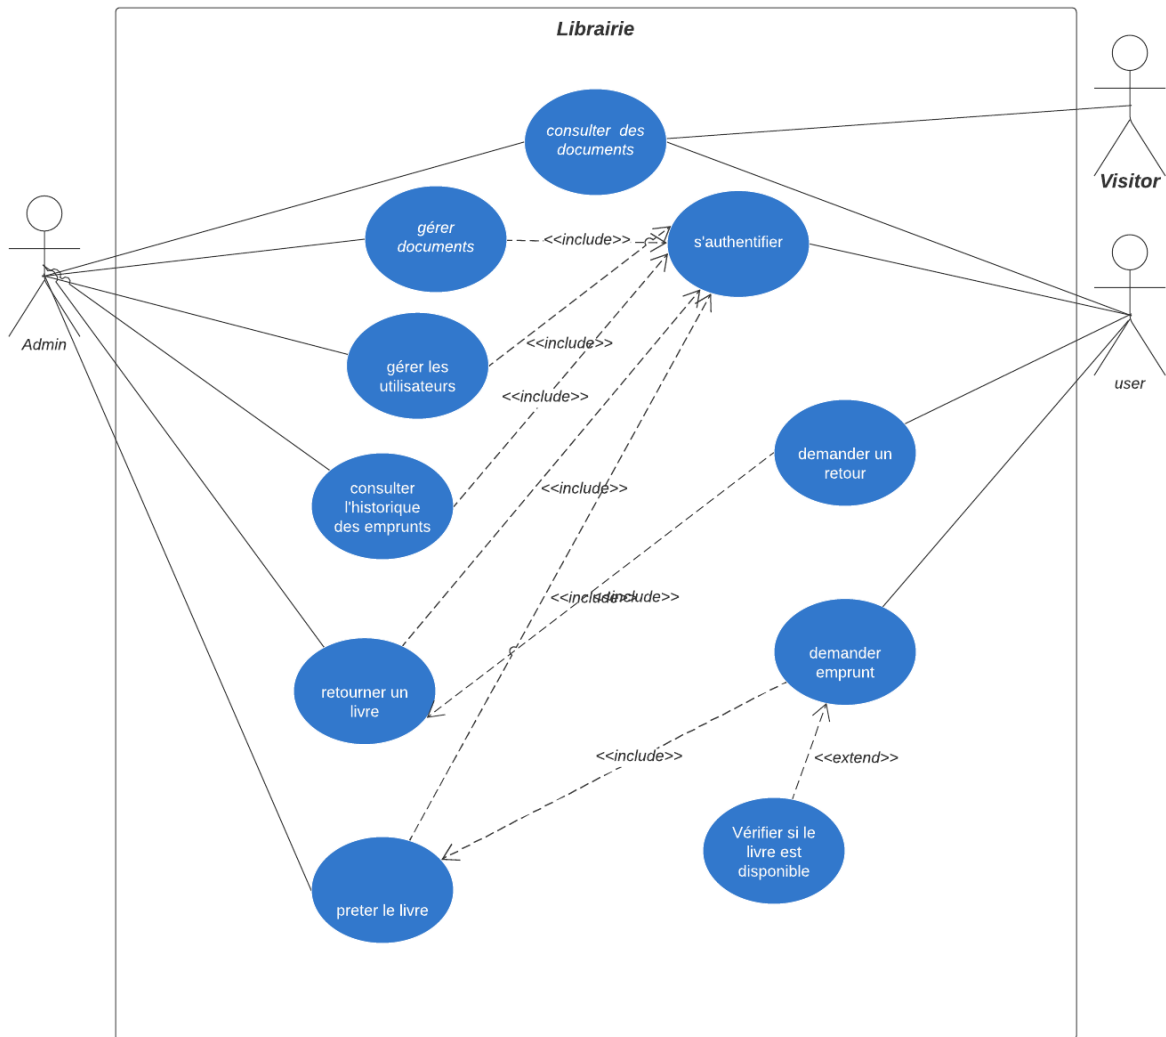 Librairie
consulter des
documents
Visitor
gérer
documents
<<include>>
s'authentifier
Admin
<<include>>
user
gérer les
utilisateurs
<<include>>
demander un
retour
consulter
l'historique
des emprunts
<<include>>
<<include>>
<<include>>
demander
emprunt
retourner un
livre
<<include>>
<<extend>>
Vérifier si le
livre est
disponible
preter le livre